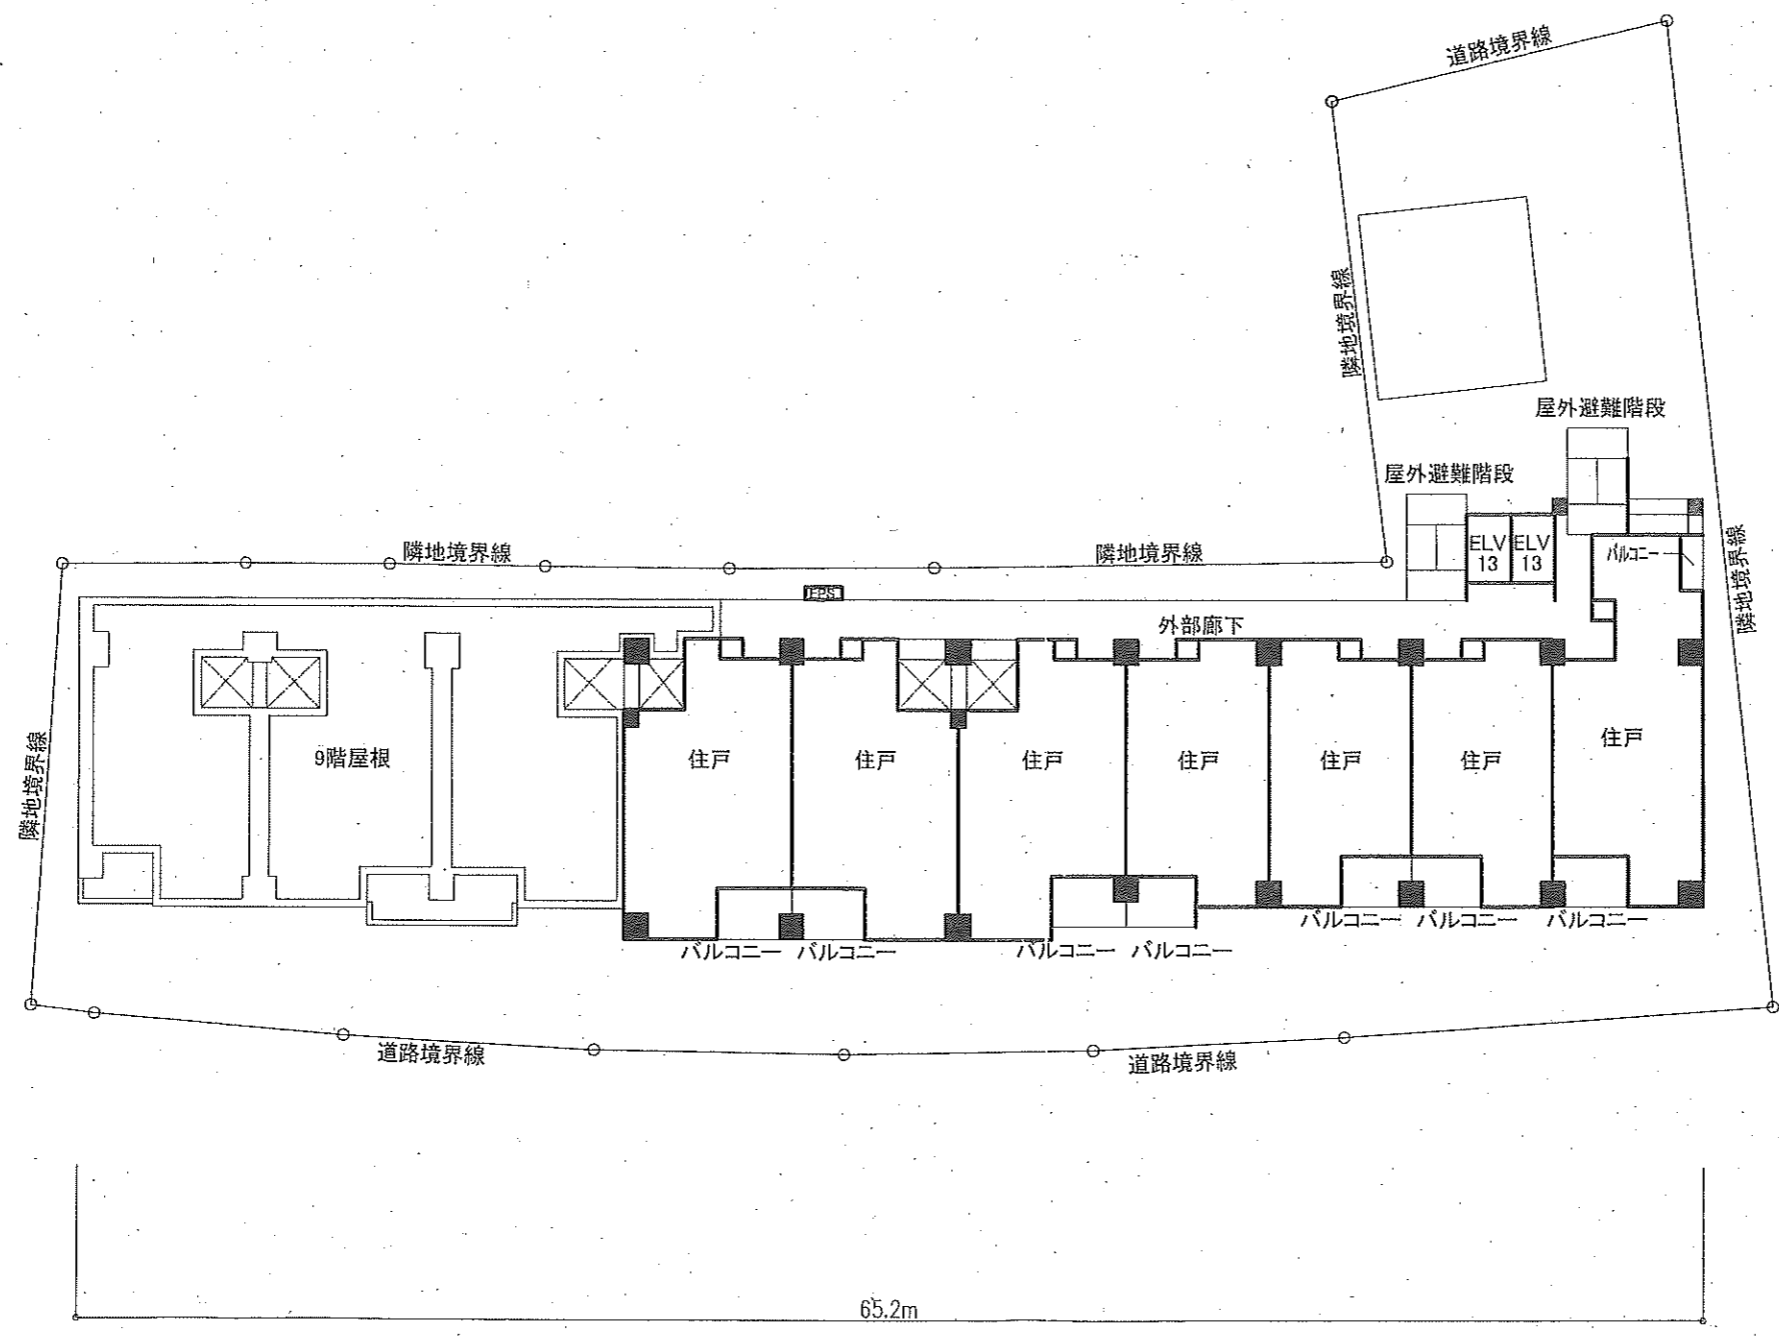 道路境界線
隣地境界線
屋外避難階段
屋外避難階段
隣地境界線
隣地境界線
ELV
13
ELV
13
バルコニー
隣地境界線
EPS
外部廊下
隣地境界線
9階屋根
住戸
住戸
住戸
住戸
住戸
住戸
住戸
バルコニー
バルコニー
バルコニー
バルコニー
バルコニー
バルコニー
バルコニー
道路境界線
道路境界線
65.2m